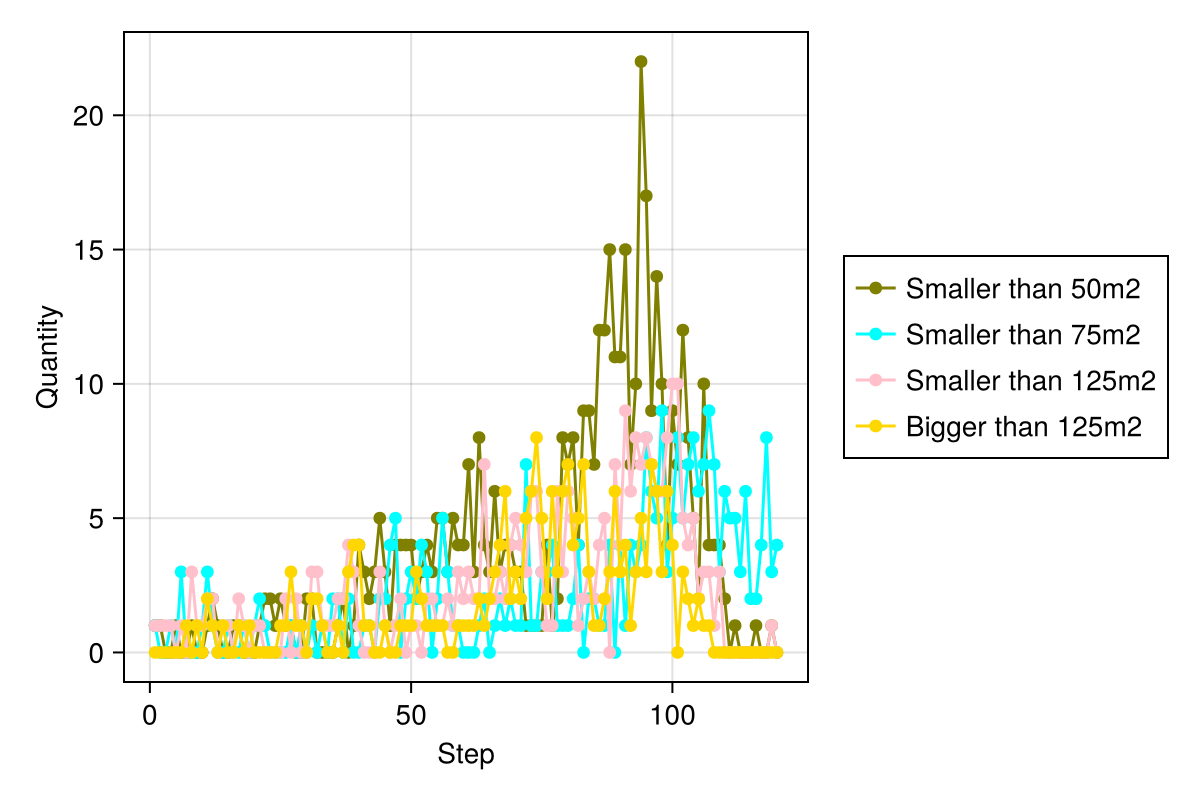 20
15
10
5
0
Quantity
0 50 100
Step
Smaller than 50m2
Smaller than 75m2
Smaller than 125m2
Bigger than 125m2